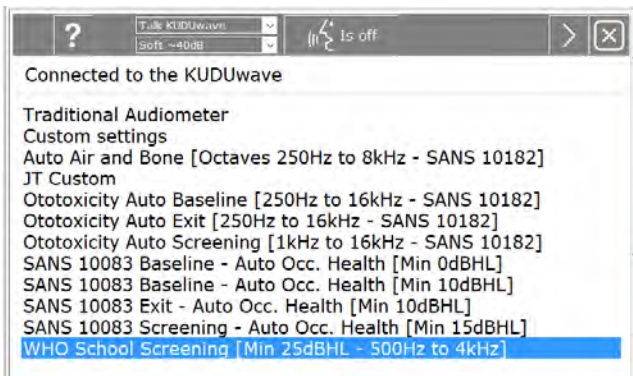 ?
Talk KUDUwave
Soft ~40dB
Is off
Connected to the KUDUwave
Traditional Audiometer
Custom settings
Auto Air and Bone [Octaves 250Hz to 8kHz - SANS 10182]
JT Custom
Ototoxicity Auto Baseline [250Hz to 16kHz - SANS 10182]
Ototoxicity Auto Exit [250Hz to 16kHz - SANS 10182]
Ototoxicity Auto Screening [1kHz to 16kHz - SANS 10182]
SANS 10083 Baseline - Auto Occ. Health [Min 0dBHL]
SANS 10083 Baseline - Auto Occ. Health [Min 10dBHL]
SANS 10083 Exit - Auto Occ. Health [Min 10dBHL]
SANS 10083 Screening - Auto Occ. Health [Min 15dBHL]
WHO School Screening [Min 25dBHL - 500Hz to 4kHz]